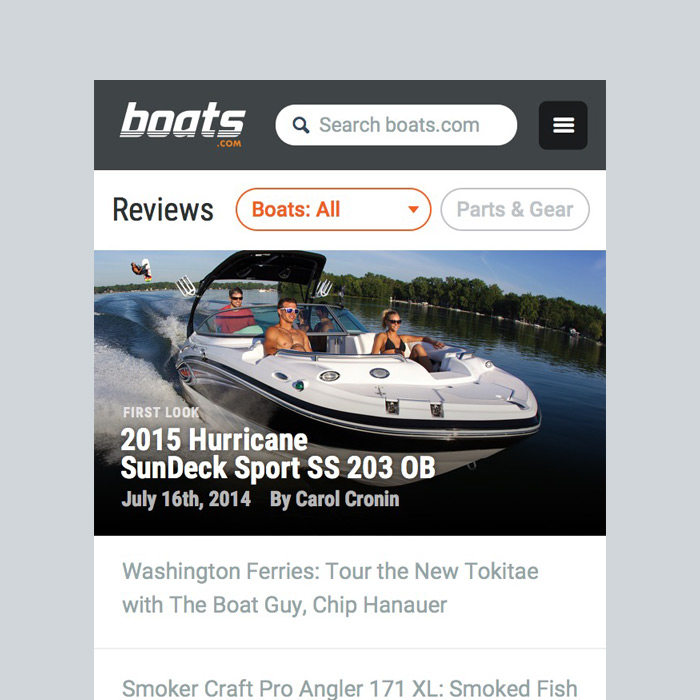 boats
.COM
Search boats.com
Reviews
Boats: All
Parts & Gear
FIRST LOOK
2015 Hurricane
SunDeck Sport SS 203 OB
July 16th, 2014 By Carol Cronin
Washington Ferries: Tour the New Tokitae
with The Boat Guy, Chip Hanauer
Smoker Craft Pro Angler 171 XL: Smoked Fish